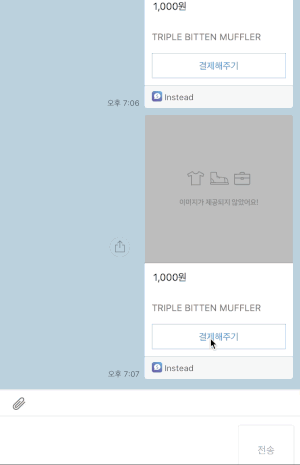 1,000원
TRIPLE BITTEN MUFFLER
결제해주기
오후 7:06
Instead
이미지가 제공되지 않았어요!
1,000원
TRIPLE BITTEN MUFFLER
결제해주기
오후 7:07
Instead
전송